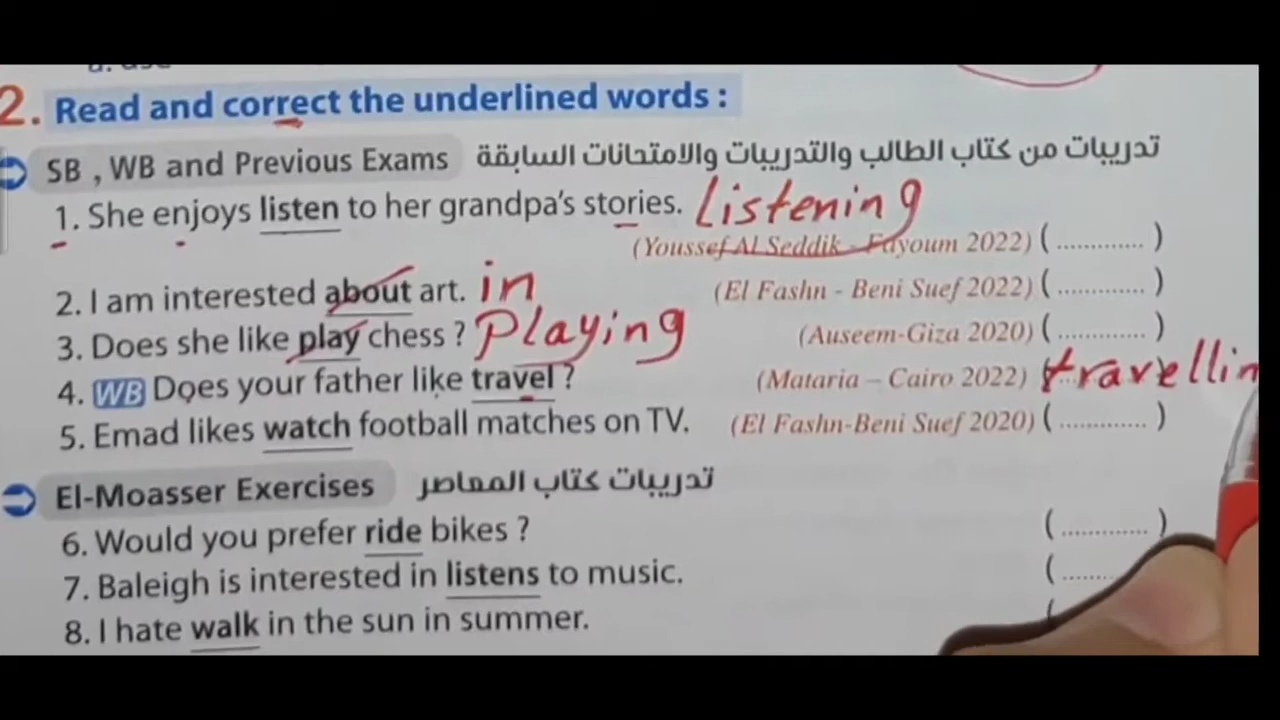 2. Read and correct the underlined words :
SB , WB and Previous Exams تدريبات من كتاب الطالب والتدريبات والامتحانات السابقة
1. She enjoys listen to her grandpa's stories. Listening
(Youssef Al Seddik - Fayoum 2022) ( ............. )
2. I am interested about art. in (El Fashn - Beni Suef 2022) ( ............. )
3. Does she like play chess ? Playing (Auseem-Giza 2020) ( ............. )
4. WB Does your father like travel ? (Mataria – Cairo 2022) ( travellin
5. Emad likes watch football matches on TV. (El Fashn-Beni Suef 2020) ( ............. )
El-Moasser Exercises تدريبات كتاب المعاصر
6. Would you prefer ride bikes ? ( ............. )
7. Baleigh is interested in listens to music. ( .......
8. I hate walk in the sun in summer. (